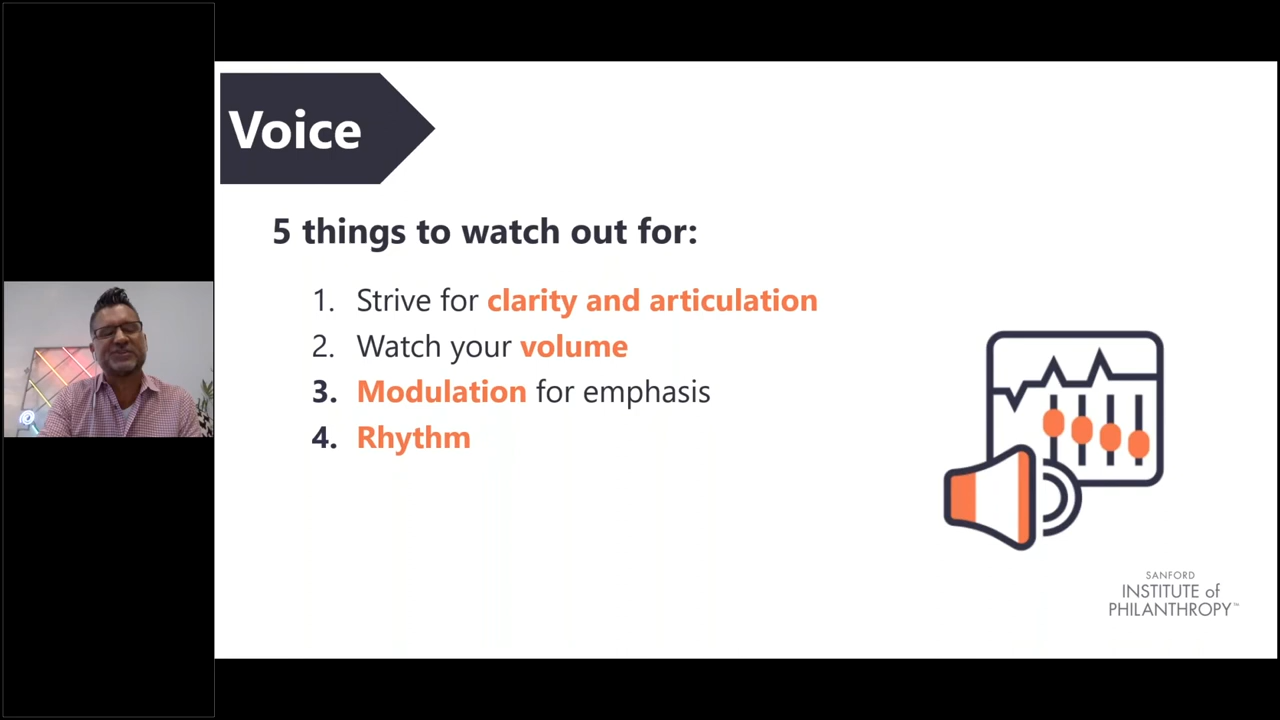 Voice
5 things to watch out for:
1. Strive for clarity and articulation
2. Watch your volume
3. Modulation for emphasis
4. Rhythm
SANFORD
INSTITUTE of
PHILANTHROPY™